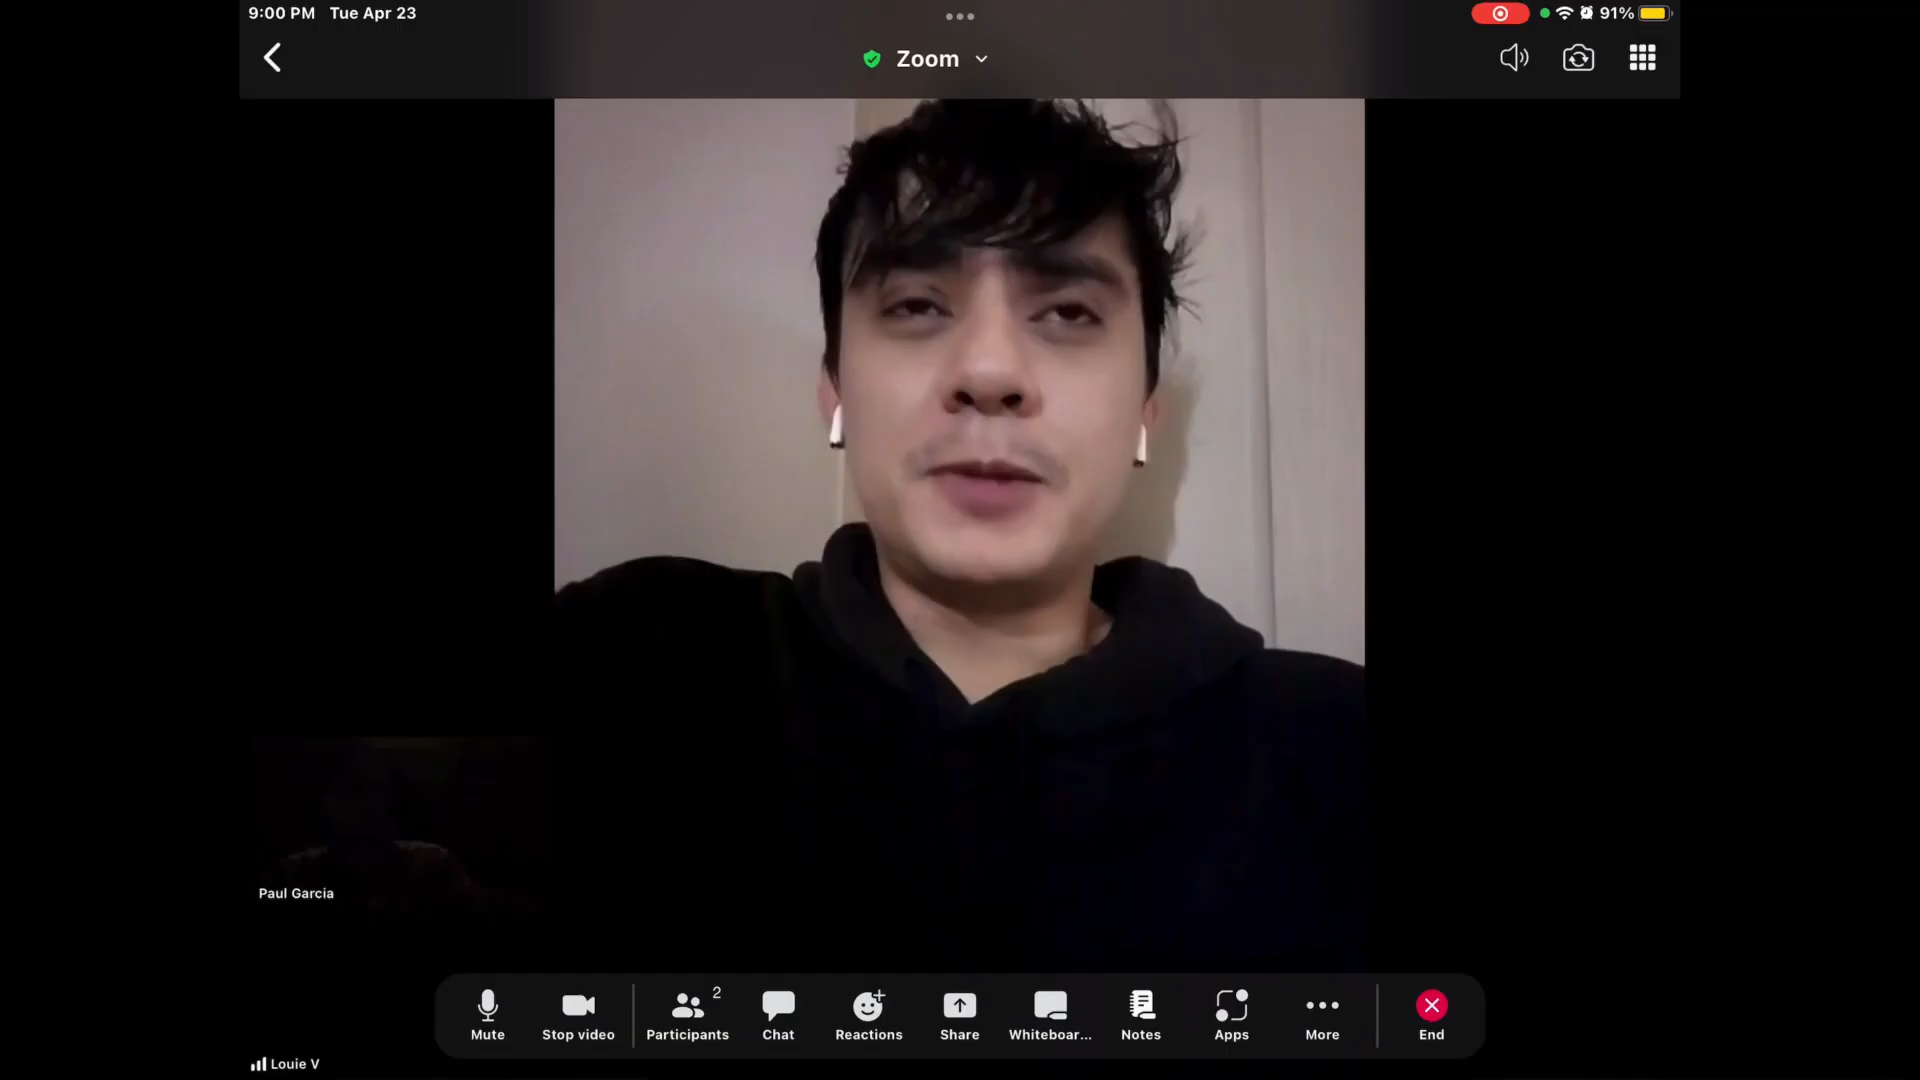 9:00 PM Tue Apr 23
91%
Zoom
Paul Garcia
2
Mute
Stop video
Participants
Chat
Reactions
Share
Whiteboar...
Notes
Apps
More
End
Louie V